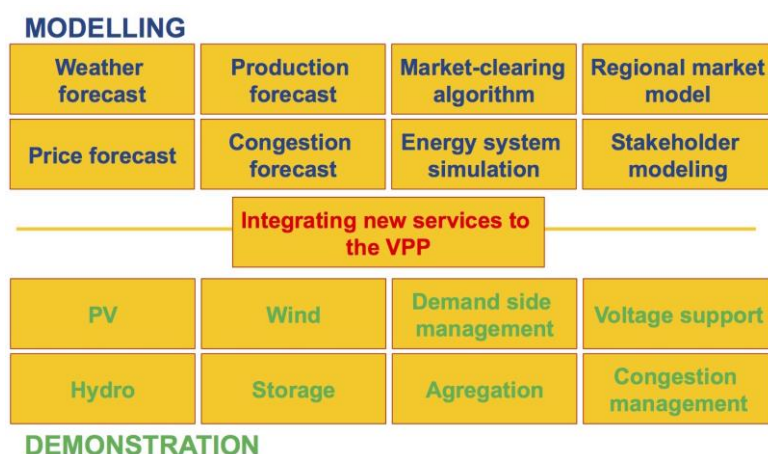 MODELLING
Weather
forecast
Production
forecast
Market-clearing
algorithm
Regional market
model
Price forecast
Congestion
forecast
Energy system
simulation
Stakeholder
modeling
Integrating new services to
the VPP
PV
Wind
Demand side
management
Voltage support
Hydro
Storage
Agregation
Congestion
management
DEMONSTRATION